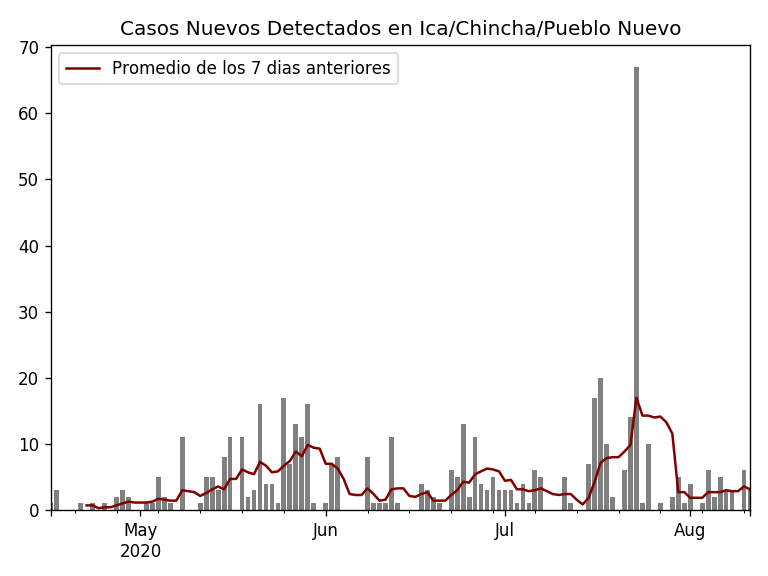 Casos Nuevos Detectados en Ica/Chincha/Pueblo Nuevo
Promedio de los 7 dias anteriores
70
60
50
40
30
20
10
0
May
2020
Jun
Jul
Aug